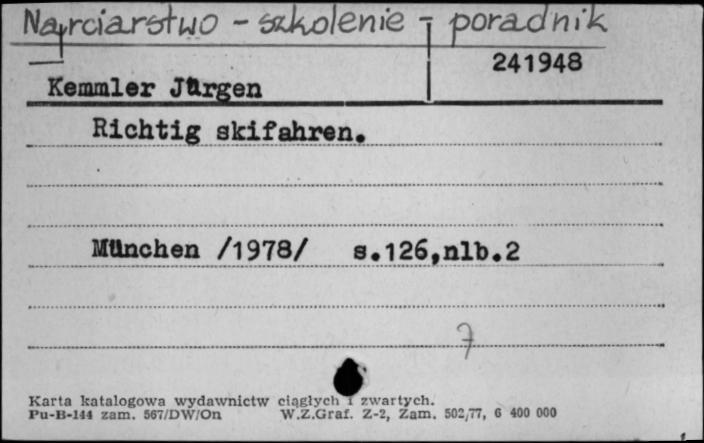 Narciarstwo - szkolenie - poradnik
241948
Kemmler Jürgen
Richtig skifahren.
München /1978/ s.126,nlb.2
7
Karta katalogowa wydawnictw ciągłych i zwartych.
Pu-B-144 zam. 567/DW/On W.Z.Graf. Z-2, Zam. 502/77, 6 400 000